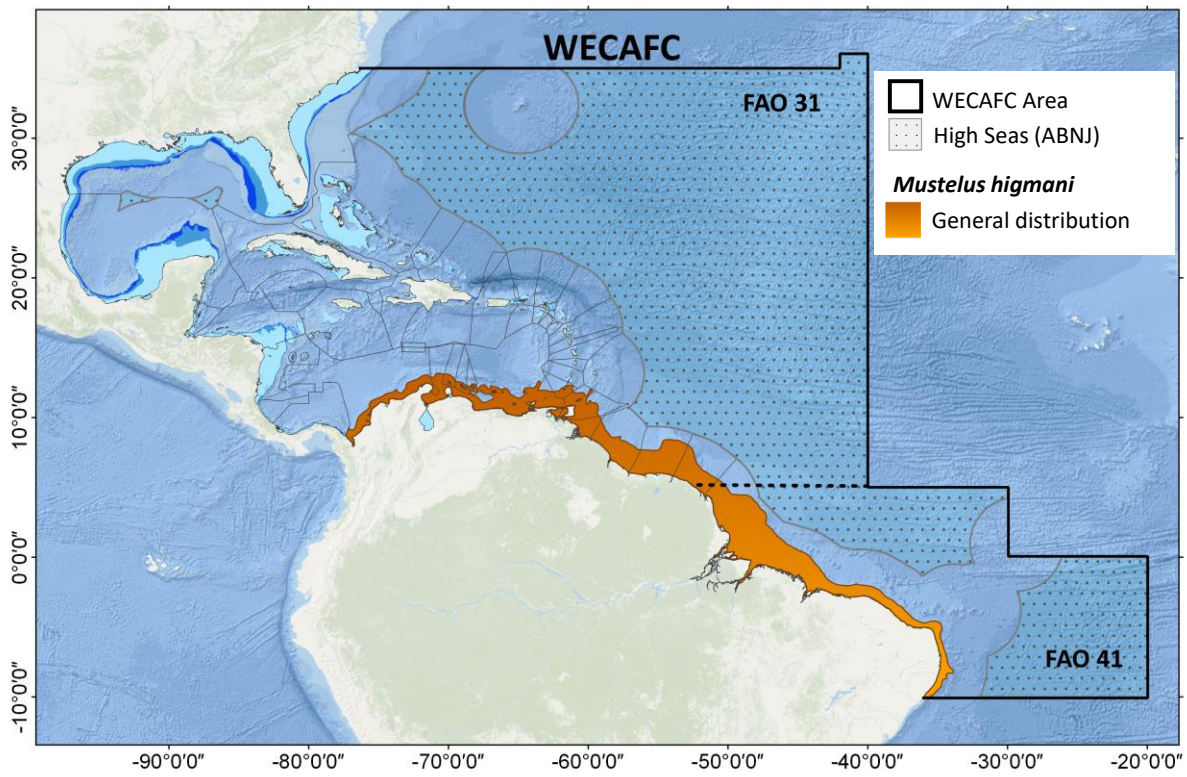 WECAFC
FAO 31
WECAFC Area
High Seas (ABNJ)
Mustelus higmani
General distribution
FAO 41
30°0'0"
20°0'0"
10°0'0"
0°0'0"
-10°0'0"
-90°0'0"
-80°0'0"
-70°0'0"
-60°0'0"
-50°0'0"
-40°0'0"
-30°0'0"
-20°0'0"